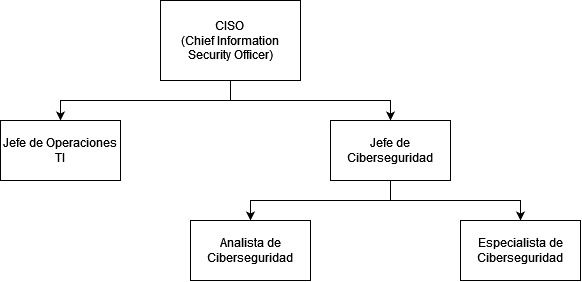 CISO
(Chief Information
Security Officer)
Jefe de Operaciones
TI
Jefe de
Ciberseguridad
Analista de
Ciberseguridad
Especialista de
Ciberseguridad